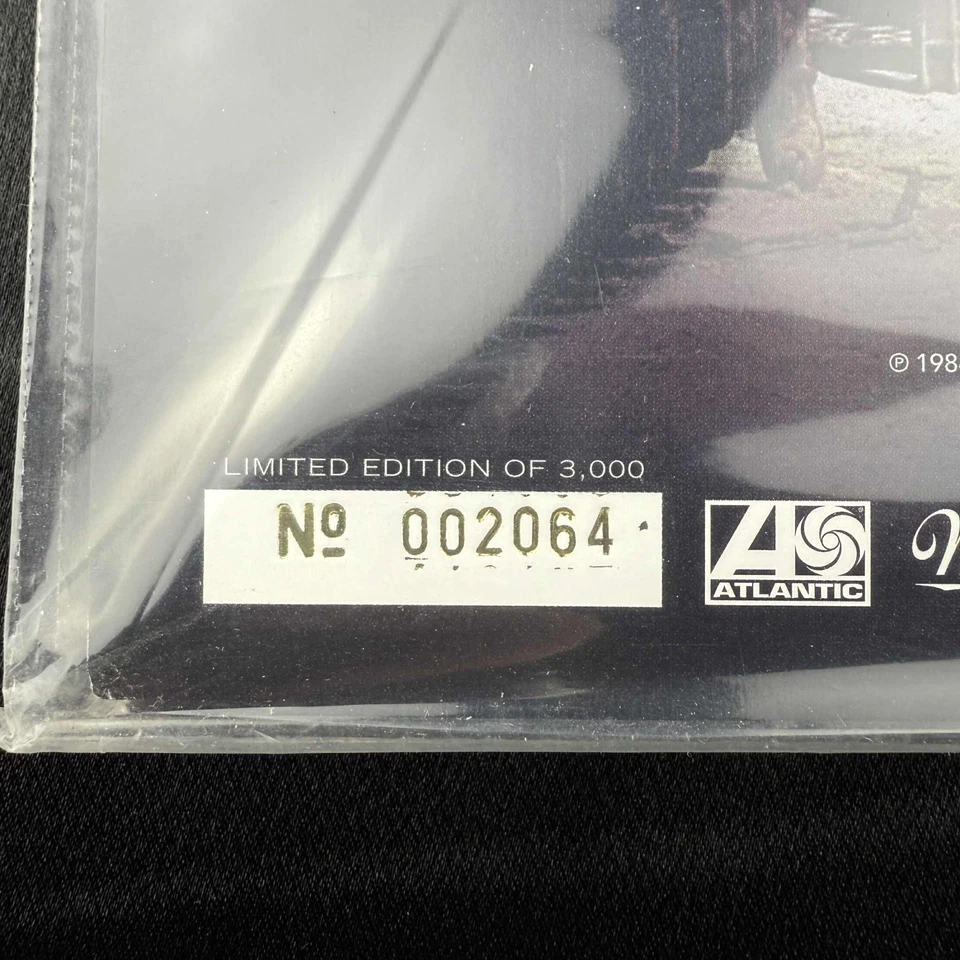 ℗ 198
LIMITED EDITION OF 3,000
Nº 002064
ATLANTIC